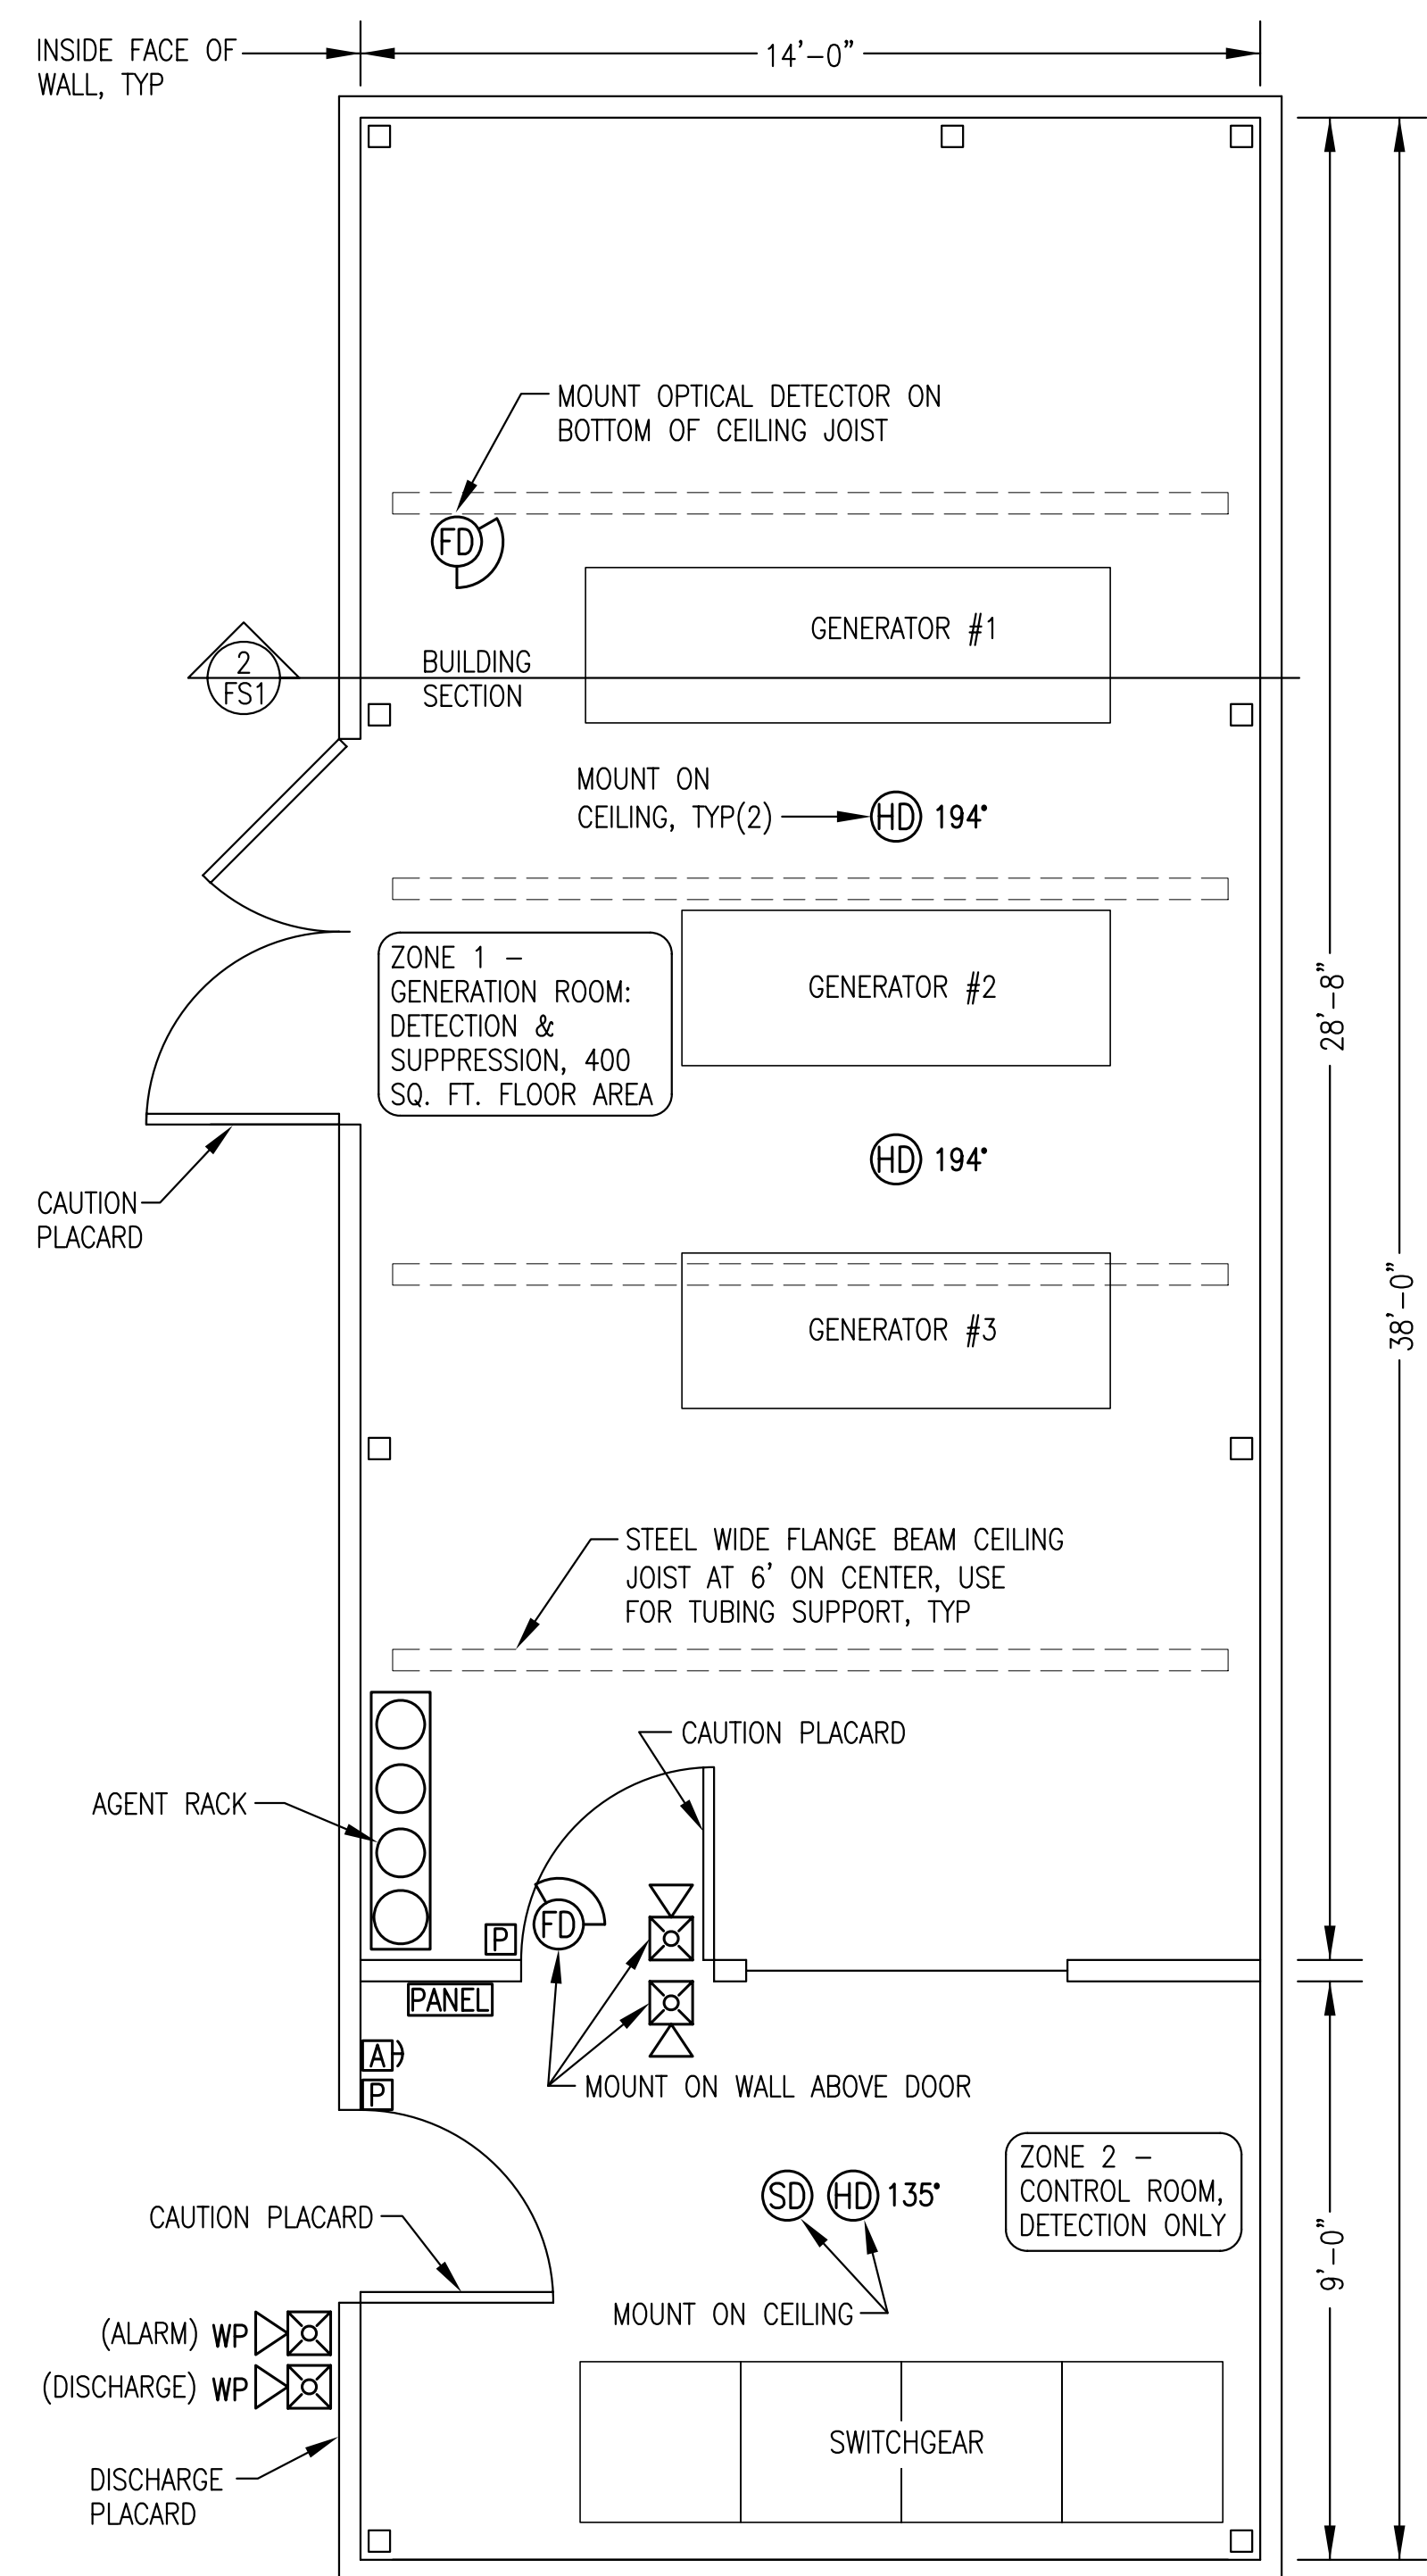 INSIDE FACE OF
WALL, TYP
14'-0"
MOUNT OPTICAL DETECTOR ON
BOTTOM OF CEILING JOIST
FD
GENERATOR #1
2
FS1
BUILDING
SECTION
MOUNT ON
CEILING, TYP(2)
HD 194°
ZONE 1 -
GENERATION ROOM:
DETECTION &
SUPPRESSION, 400
SQ. FT. FLOOR AREA
GENERATOR #2
28'-8"
HD 194°
CAUTION
PLACARD
38'-0"
GENERATOR #3
STEEL WIDE FLANGE BEAM CEILING
JOIST AT 6' ON CENTER, USE
FOR TUBING SUPPORT, TYP
CAUTION PLACARD
AGENT RACK
P
FD
PANEL
A
P
MOUNT ON WALL ABOVE DOOR
ZONE 2 -
CONTROL ROOM,
DETECTION ONLY
SD HD 135°
9'-0"
CAUTION PLACARD
MOUNT ON CEILING
(ALARM) WP
(DISCHARGE) WP
SWITCHGEAR
DISCHARGE
PLACARD